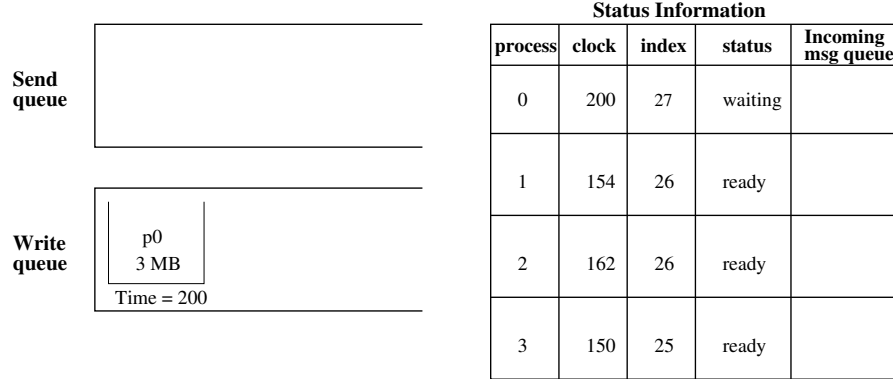 Status Information
process clock index status Incoming msg queue
0 200 27 waiting
1 154 26 ready
2 162 26 ready
3 150 25 ready
Send
queue
Write
queue
p0
3 MB
Time = 200